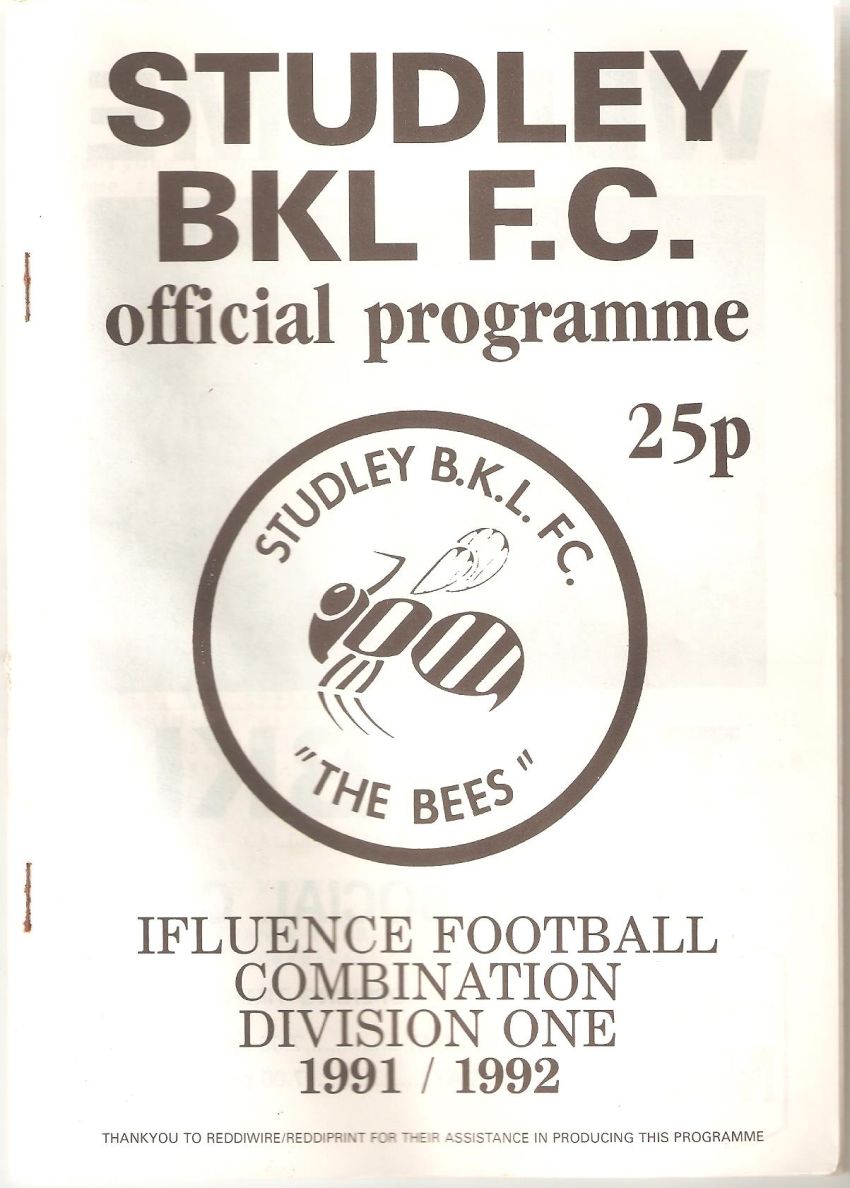 STUDLEY
BKL F.C.
official programme
25p
STUDLEY B.K.L. FC.
"THE BEES"
IFLUENCE FOOTBALL
COMBINATION
DIVISION ONE
1991 / 1992
THANKYOU TO REDDIWIRE/REDDIPRINT FOR THEIR ASSISTANCE IN PRODUCING THIS PROGRAMME